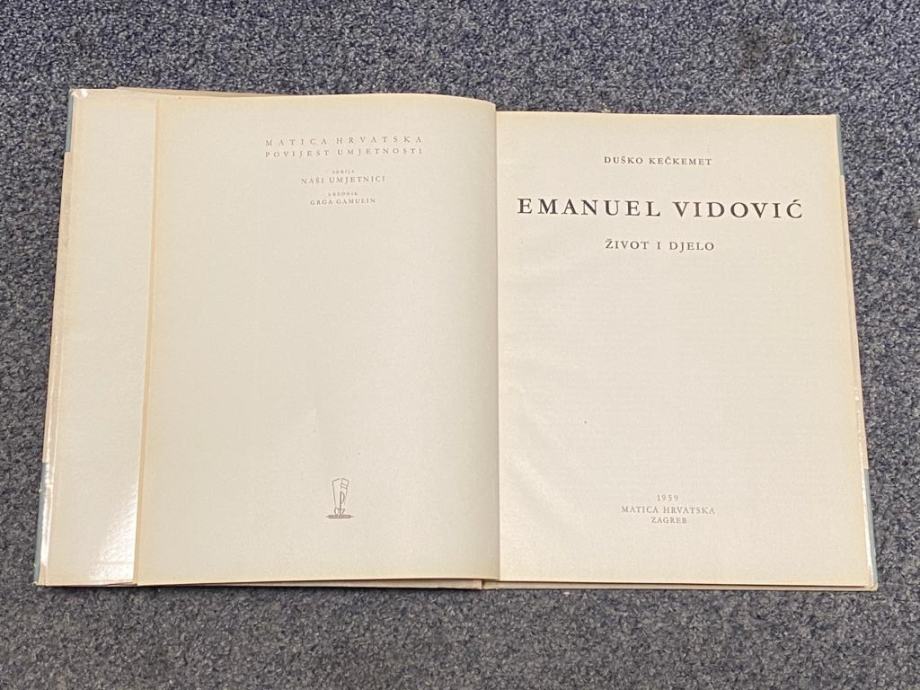 MATICA HRVATSKA
POVIJEST UMJETNOSTI
SERIJA
NAŠI UMJETNICI
UREDNIK
GRGA GAMULIN
DUŠKO KEČKEMET
EMANUEL VIDOVIĆ
ŽIVOT I DJELO
1959
MATICA HRVATSKA
ZAGREB